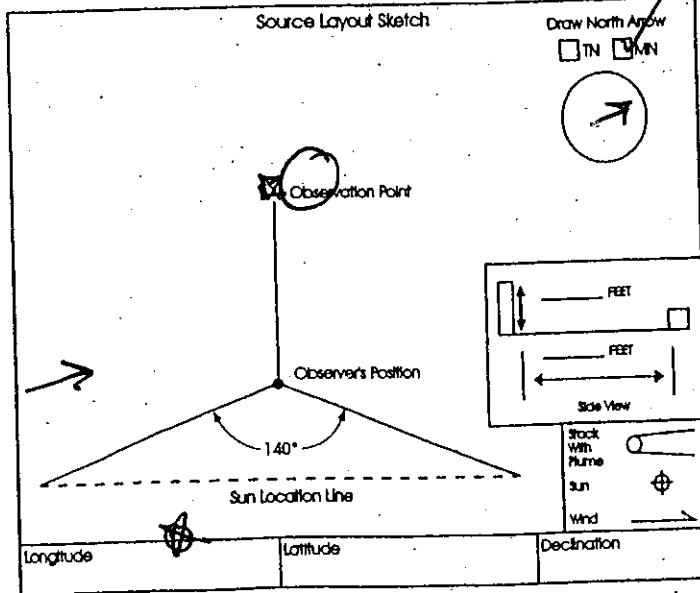 Source Layout Sketch
Draw North Arrow
TN MN
Observation Point
FEET
FEET
Side View
Observer's Position
140°
Sun Location Line
Stack
With
Plume
Sun
Wind
Longitude
Latitude
Declination